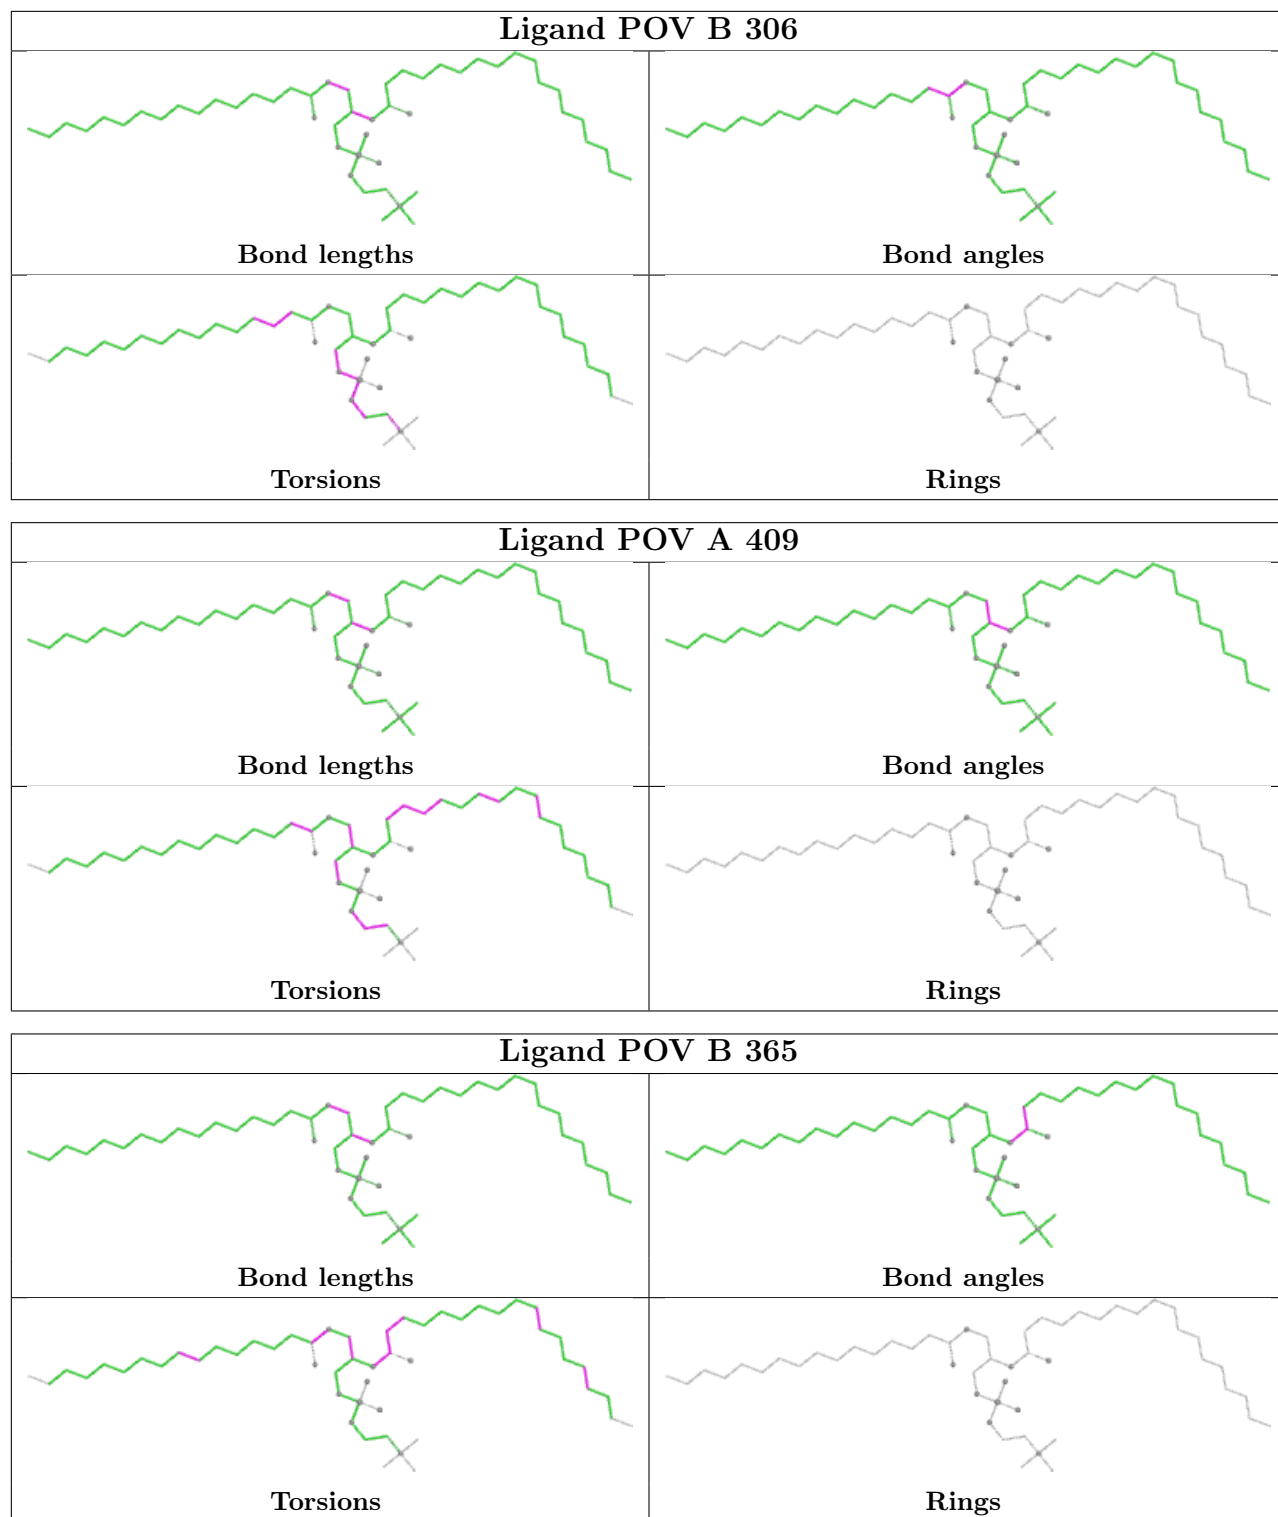 Ligand POV B 306
Bond lengths
Bond angles
Torsions
Rings
Ligand POV A 409
Bond lengths
Bond angles
Torsions
Rings
Ligand POV B 365
Bond lengths
Bond angles
Torsions
Rings